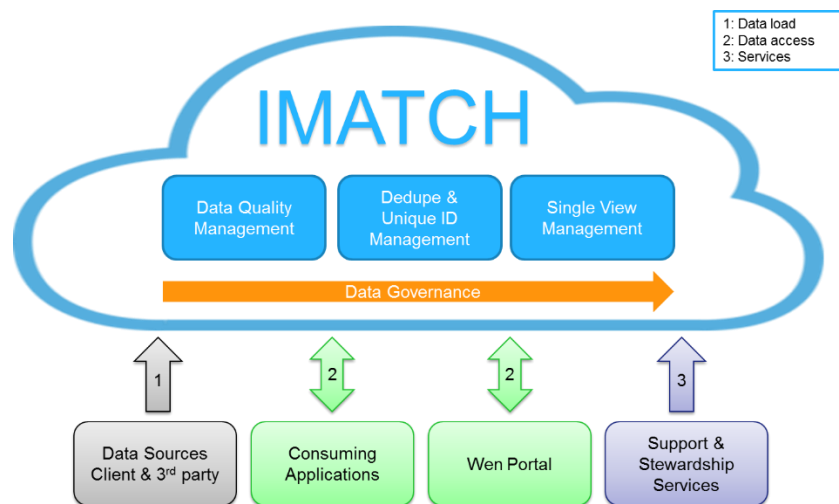 1: Data load
2: Data access
3: Services
IMATCH
Data Quality
Management
Dedupe &
Unique ID
Management
Single View
Management
Data Governance
1
2
2
3
Data Sources
Client & 3rd party
Consuming
Applications
Wen Portal
Support &
Stewardship
Services